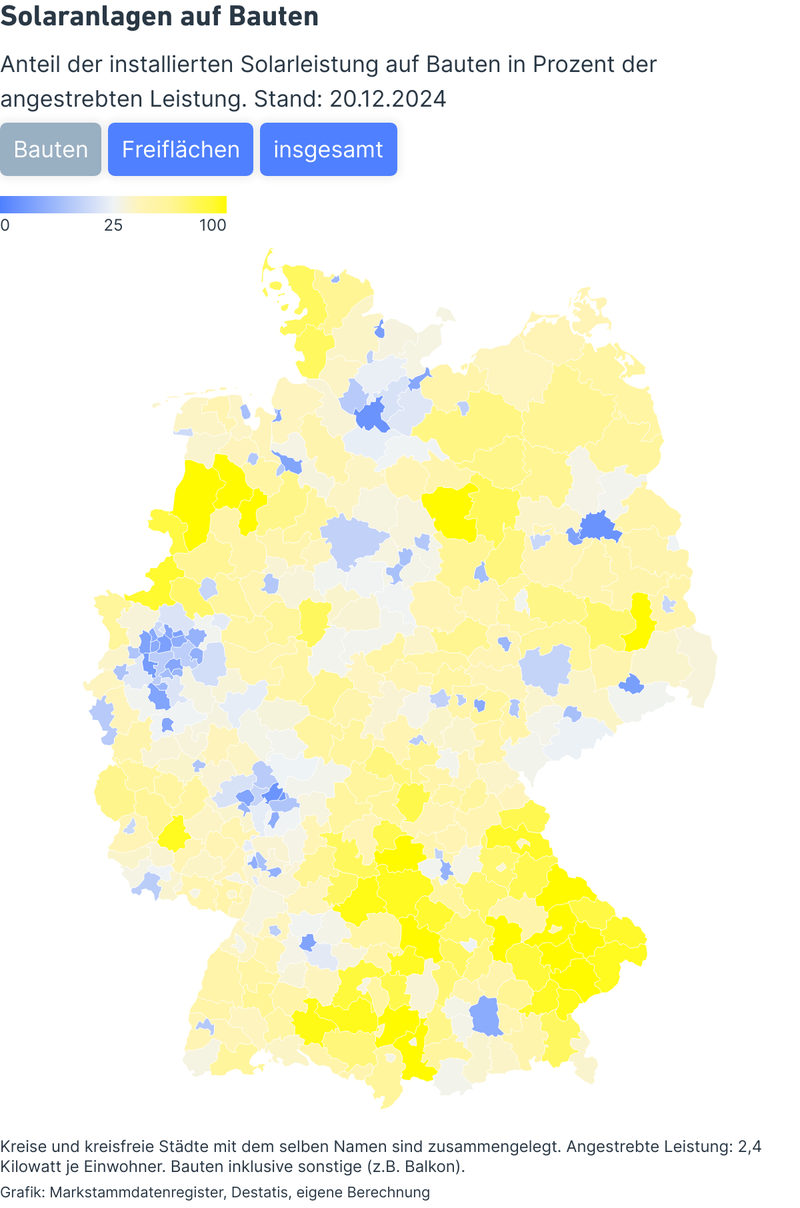 Solaranlagen auf Bauten
Anteil der installierten Solarleistung auf Bauten in Prozent der
angestrebten Leistung. Stand: 20.12.2024
Bauten Freiflächen insgesamt
0 25 100
Kreise und kreisfreie Städte mit dem selben Namen sind zusammengelegt. Angestrebte Leistung: 2,4
Kilowatt je Einwohner. Bauten inklusive sonstige (z.B. Balkon).
Grafik: Markstammdatenregister, Destatis, eigene Berechnung